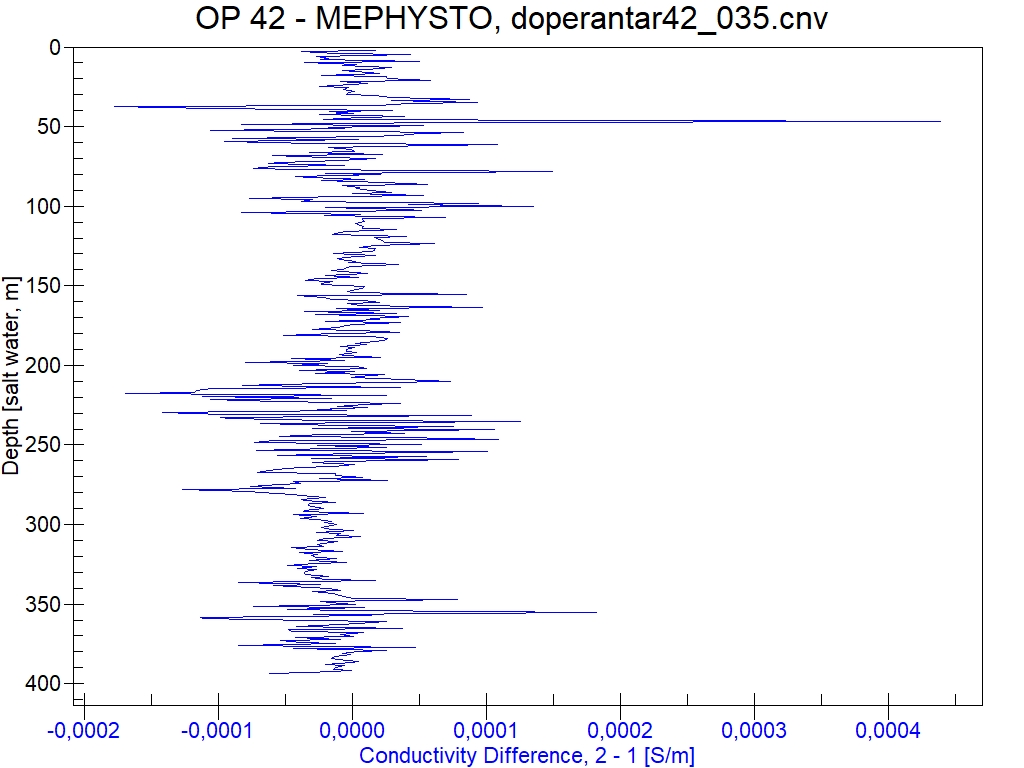 OP 42 - MEPHYSTO, doperantar42_035.cnv
0
50
100
150
200
250
300
350
400
Depth [salt water, m]
-0,0002 -0,0001 0,0000 0,0001 0,0002 0,0003 0,0004
Conductivity Difference, 2 - 1 [S/m]